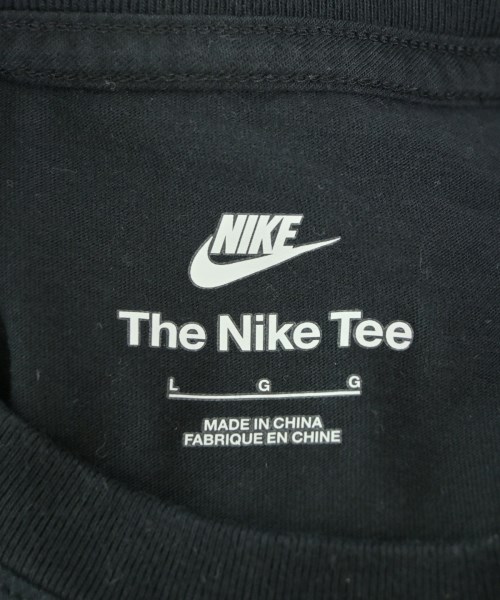 NIKE
The Nike Tee
L G G
MADE IN CHINA
FABRIQUE EN CHINE